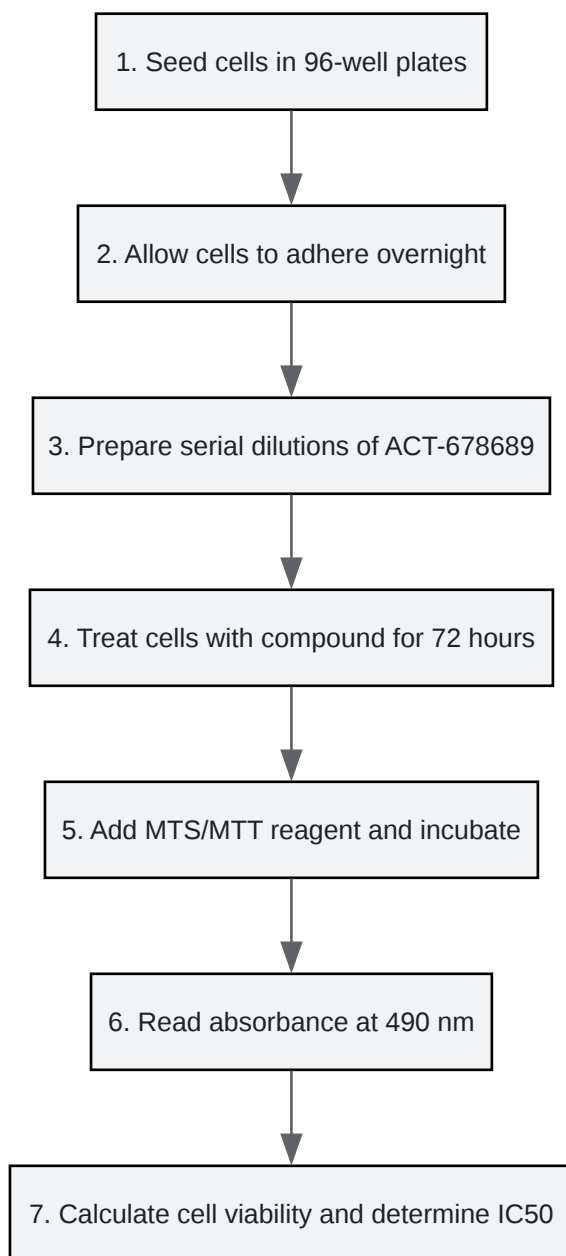 1. Seed cells in 96-well plates
2. Allow cells to adhere overnight
3. Prepare serial dilutions of ACT-678689
4. Treat cells with compound for 72 hours
5. Add MTS/MTT reagent and incubate
6. Read absorbance at 490 nm
7. Calculate cell viability and determine IC50